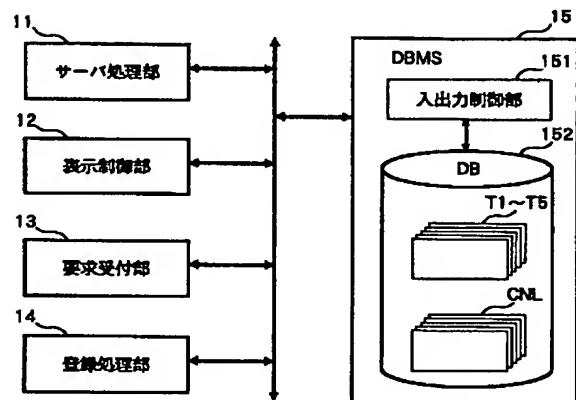 11
サーバ処理部
12
表示制御部
13
要求受付部
14
登録処理部
15
DBMS
151
入出力制御部
152
DB
T1～T5
CNL